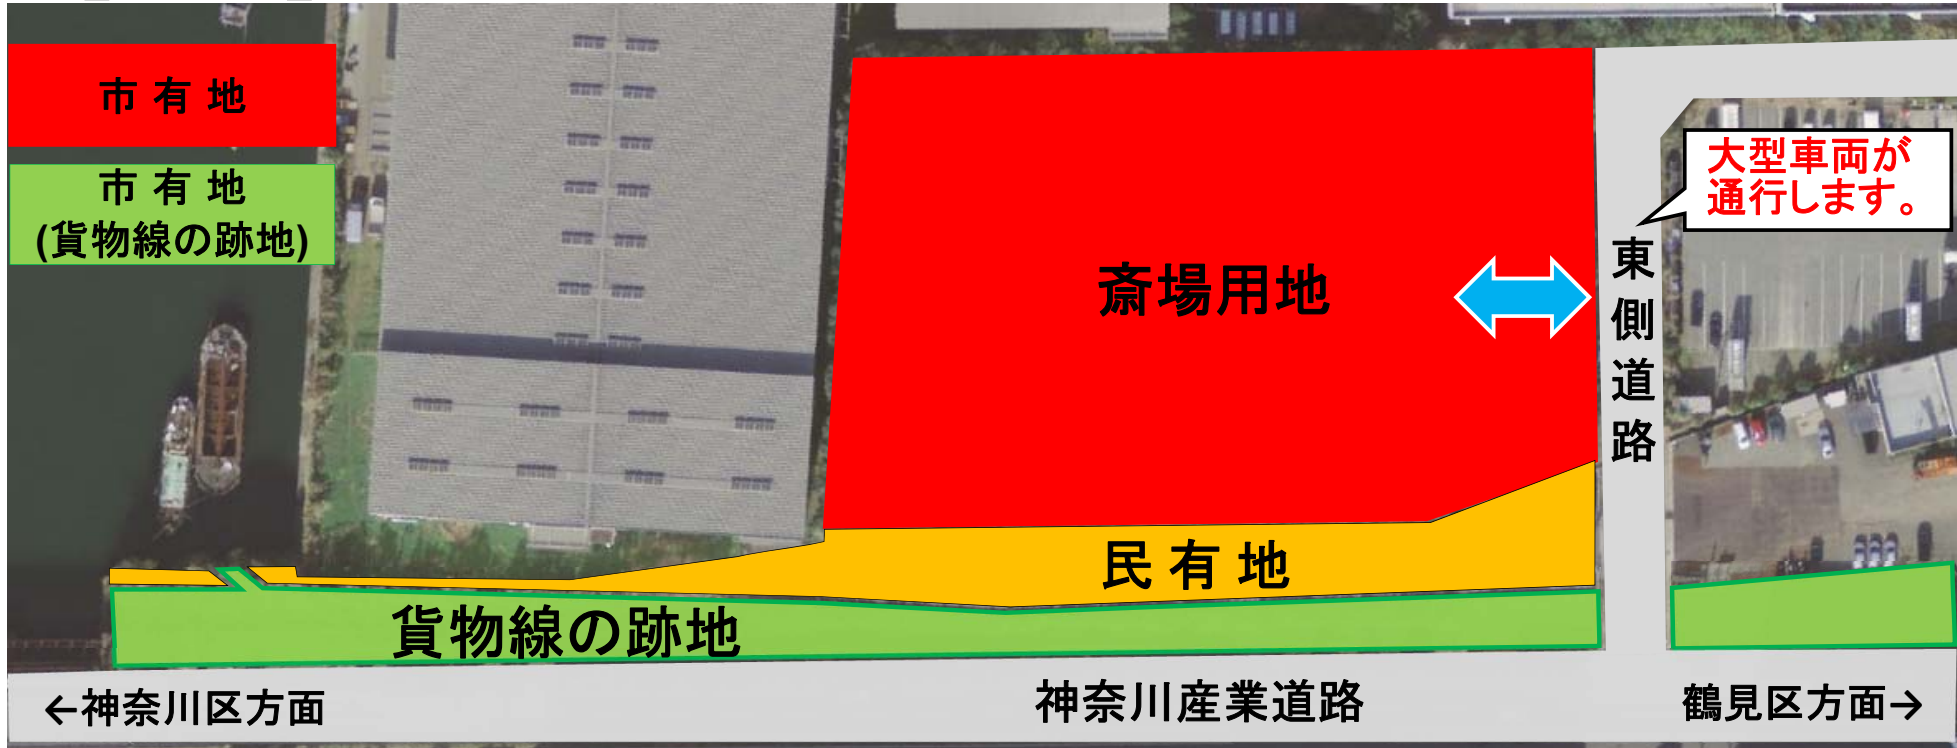 市有地
市有地
(貨物線の跡地)
大型車両が
通行します。
斎場用地
東側道路
民有地
貨物線の跡地
←神奈川区方面
神奈川産業道路
鶴見区方面→